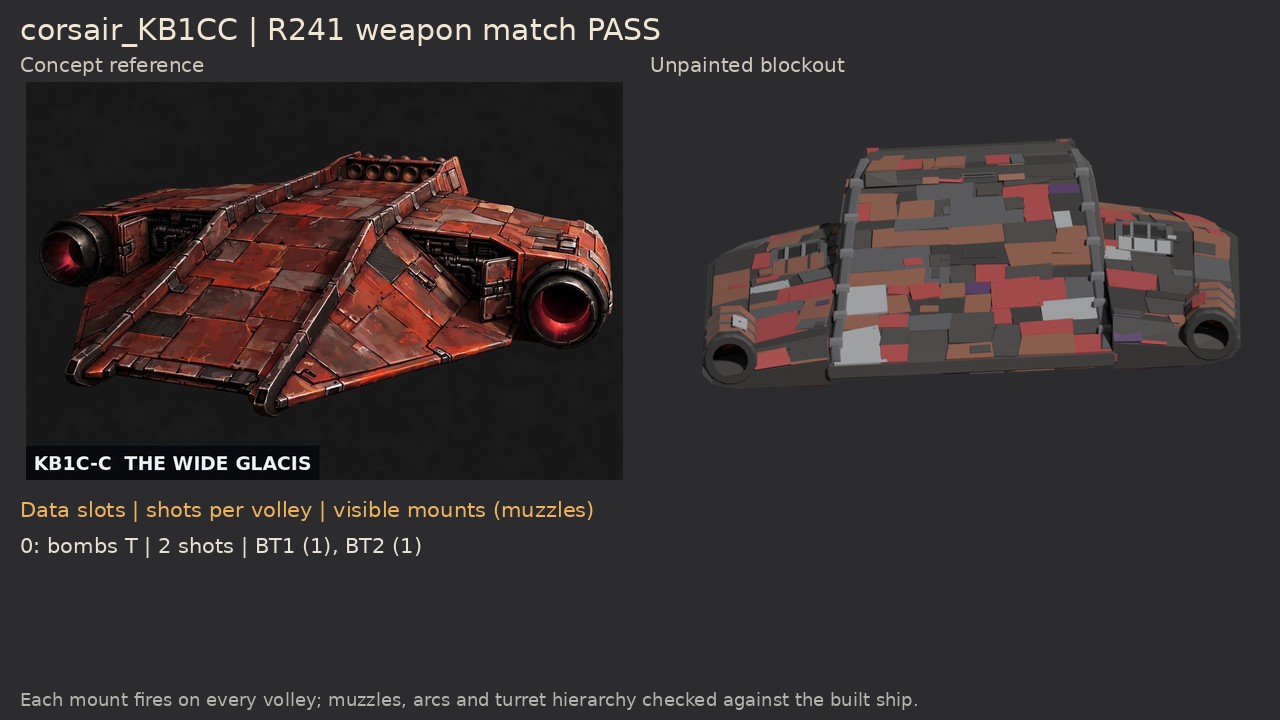 corsair_KB1CC | R241 weapon match PASS
Concept reference
Unpainted blockout
KB1C-C THE WIDE GLACIS
Data slots | shots per volley | visible mounts (muzzles)
0: bombs T | 2 shots | BT1 (1), BT2 (1)
Each mount fires on every volley; muzzles, arcs and turret hierarchy checked against the built ship.